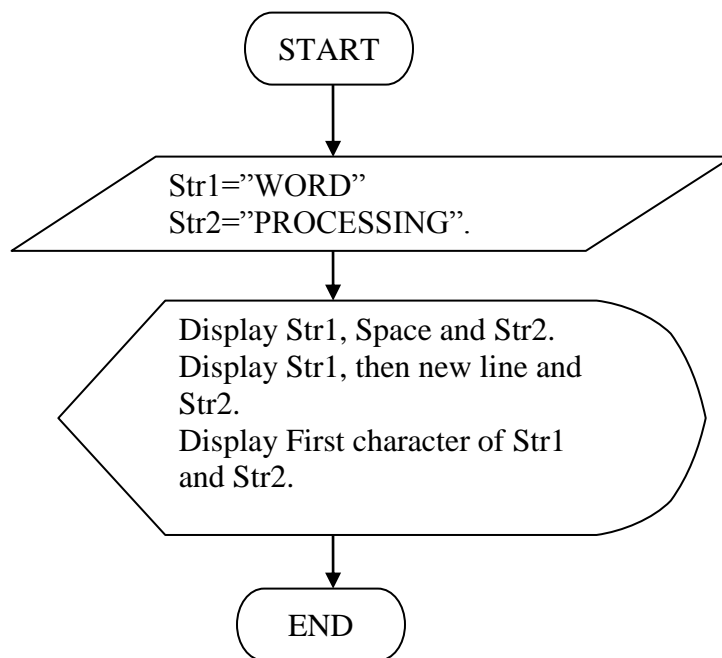 START
Str1=”WORD”
Str2=”PROCESSING”.
Display Str1, Space and Str2.
Display Str1, then new line and
Str2.
Display First character of Str1
and Str2.
END